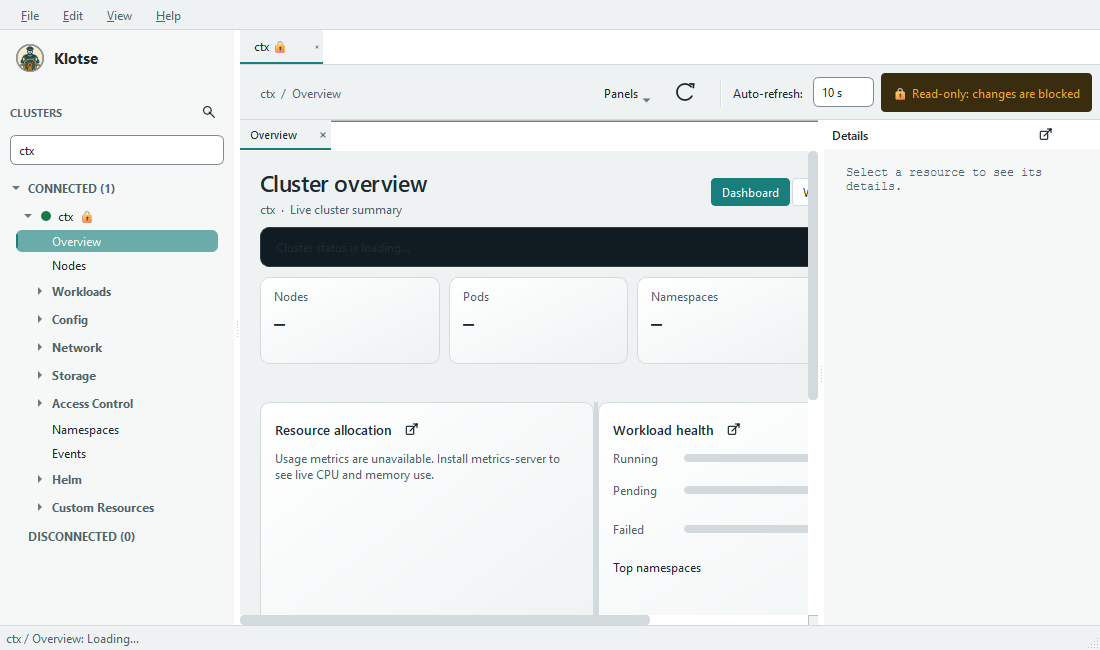 File Edit View Help
Klotse
CLUSTERS
ctx
CONNECTED (1)
ctx
Overview
Nodes
Workloads
Config
Network
Storage
Access Control
Namespaces
Events
Helm
Custom Resources
DISCONNECTED (0)
ctx ×
ctx / Overview
Panels
Auto-refresh:
10 s
Read-only: changes are blocked
Overview ×
Cluster overview
ctx · Live cluster summary
Dashboard
Cluster status is loading...
Nodes
—
Pods
—
Namespaces
—
Resource allocation
Usage metrics are unavailable. Install metrics-server to
see live CPU and memory use.
Workload health
Running
Pending
Failed
Top namespaces
Details
Select a resource to see its
details.
ctx / Overview: Loading...